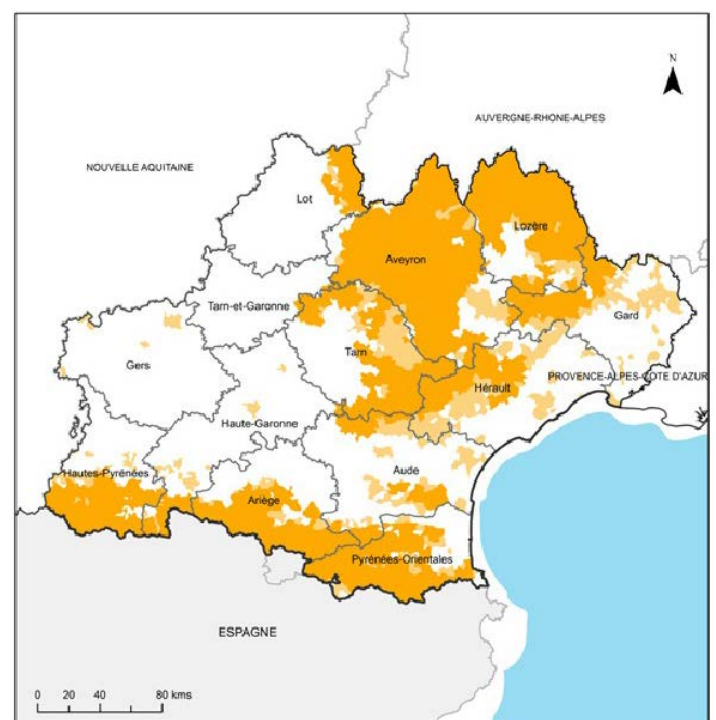 N
AUVERGNE-RHONE-ALPES
NOUVELLE AQUITAINE
Lot
Lozère
Aveyron
Tarn-et-Garonne
Gard
Tarn
Gers
PROVENCE-ALPES-COTE D'AZUR
Hérault
Haute-Garonne
Aude
Hautes-Pyrénées
Ariège
Pyrénées-Orientales
ESPAGNE
0 20 40 80 kms